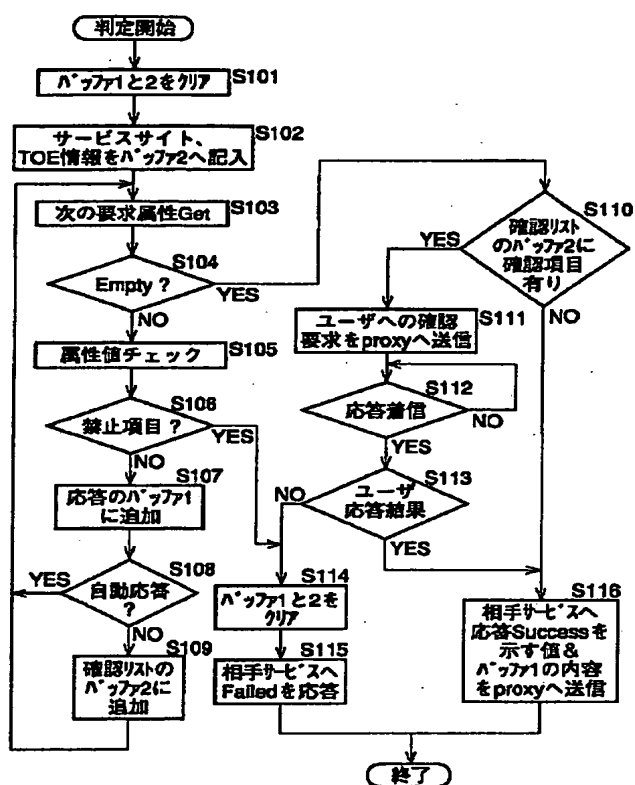 判定開始
ﾊﾞｯﾌｧ1と2をｸﾘｱ
S101
サービスサイト、
TOE情報をﾊﾞｯﾌｧ2へ記入
S102
次の要求属性Get
S103
Empty？
S104
YES
NO
属性値チェック
S105
禁止項目？
S106
YES
NO
応答のﾊﾞｯﾌｧ1
に追加
S107
自動応答
？
S108
YES
NO
確認ﾘｽﾄの
ﾊﾞｯﾌｧ2に
追加
S109
確認ﾘｽﾄ
のﾊﾞｯﾌｧ2に
確認項目
有り
S110
YES
NO
ユーザへの確認
要求をproxyへ送信
S111
応答着信
S112
NO
YES
ユーザ
応答結果
S113
NO
YES
ﾊﾞｯﾌｧ1と2を
ｸﾘｱ
S114
相手ｻｰﾋﾞｽへ
Failedを応答
S115
相手ｻｰﾋﾞｽへ
応答Successを
示す値&
ﾊﾞｯﾌｧ1の内容
をproxyへ送信
S116
終了